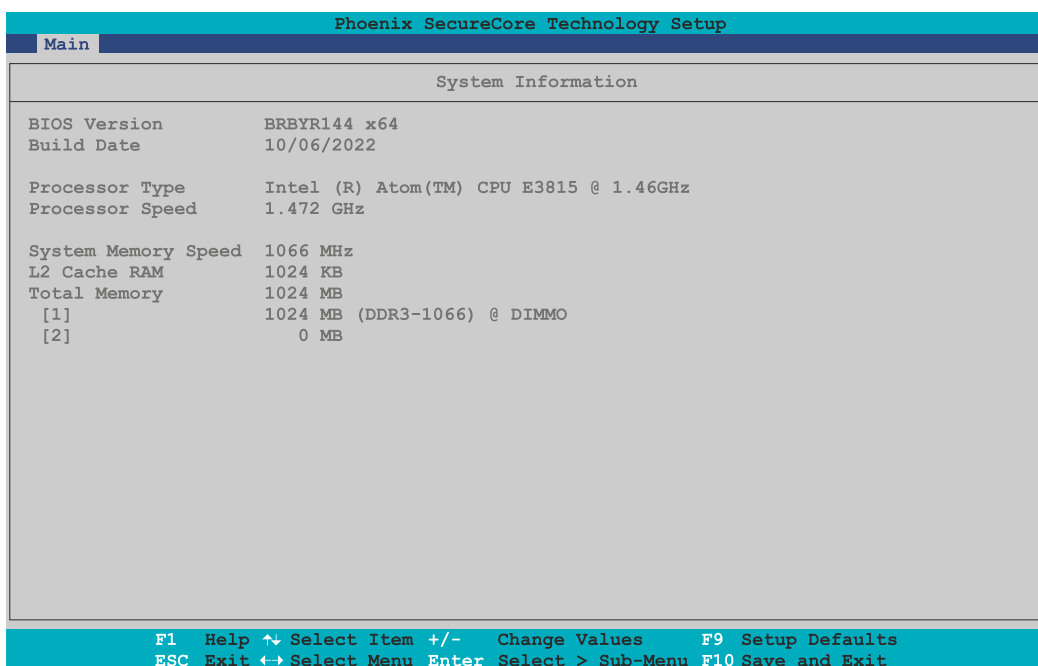 Phoenix SecureCore Technology Setup
Main
System Information
BIOS Version BRBYR144 x64
Build Date 10/06/2022
Processor Type Intel (R) Atom(TM) CPU E3815 @ 1.46GHz
Processor Speed 1.472 GHz
System Memory Speed 1066 MHz
L2 Cache RAM 1024 KB
Total Memory 1024 MB
[1] 1024 MB (DDR3-1066) @ DIMMO
[2] 0 MB
F1 Help ↑↓ Select Item +/- Change Values F9 Setup Defaults
ESC Exit ←→ Select Menu Enter Select > Sub-Menu F10 Save and Exit